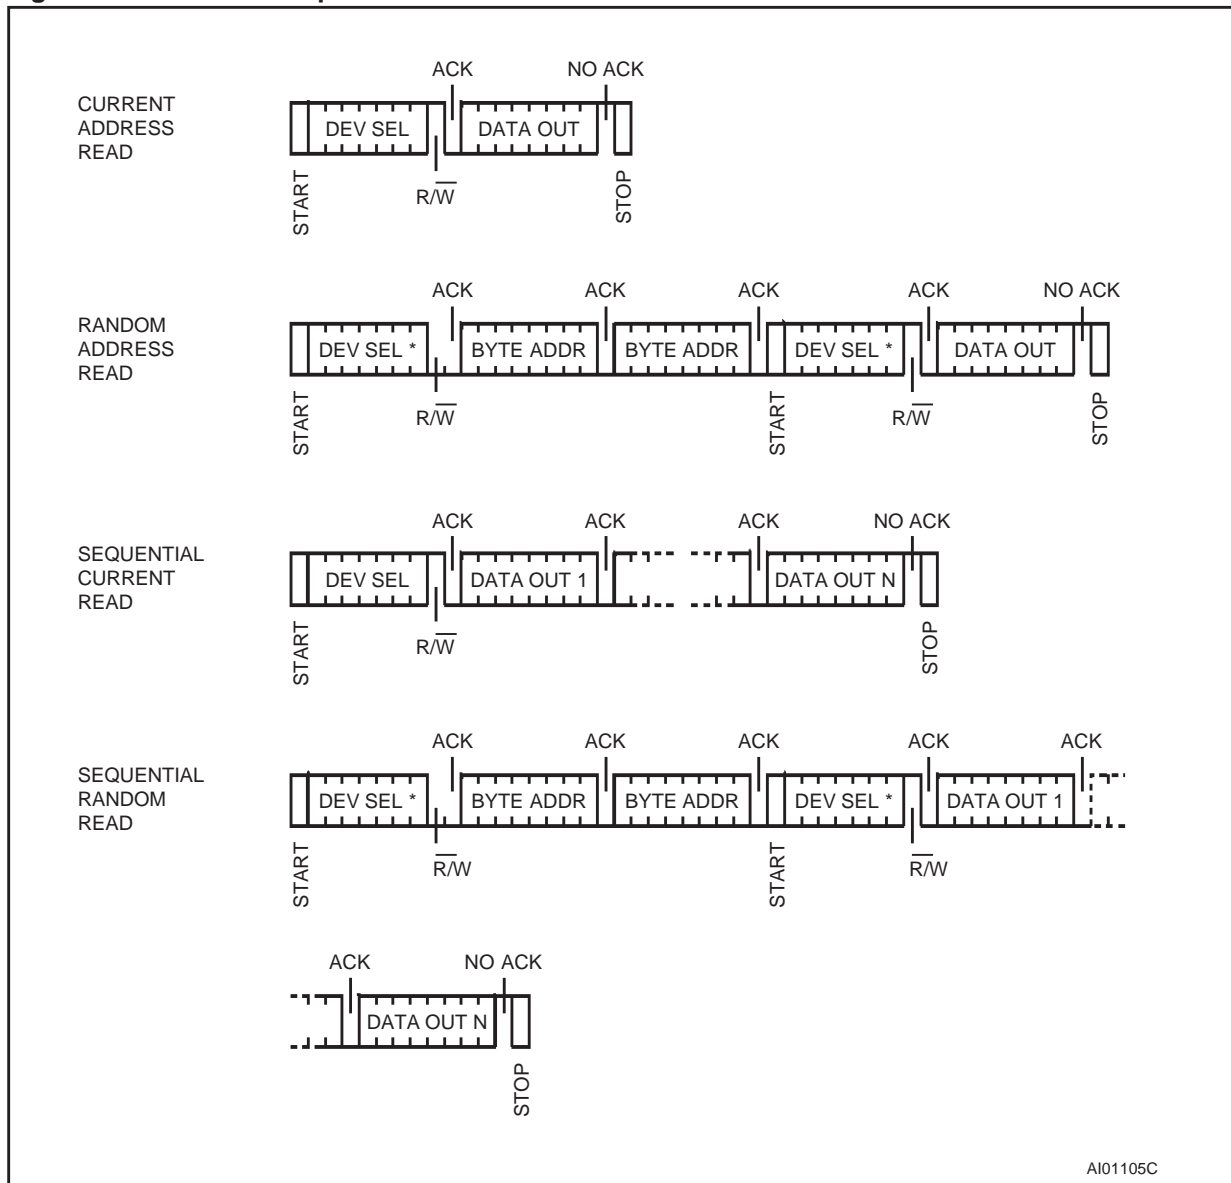 ACK NO ACK
CURRENT
ADDRESS
READ
DEV SEL DATA OUT
START R/W̅ STOP
ACK ACK ACK ACK NO ACK
RANDOM
ADDRESS
READ
DEV SEL * BYTE ADDR BYTE ADDR DEV SEL * DATA OUT
START R/W̅ START R/W̅ STOP
ACK ACK ACK NO ACK
SEQUENTIAL
CURRENT
READ
DEV SEL DATA OUT 1 DATA OUT N
START R/W̅ STOP
ACK ACK ACK ACK ACK
SEQUENTIAL
RANDOM
READ
DEV SEL * BYTE ADDR BYTE ADDR DEV SEL * DATA OUT 1
START R̅/W START R̅/W
ACK NO ACK
DATA OUT N
STOP
AI01105C